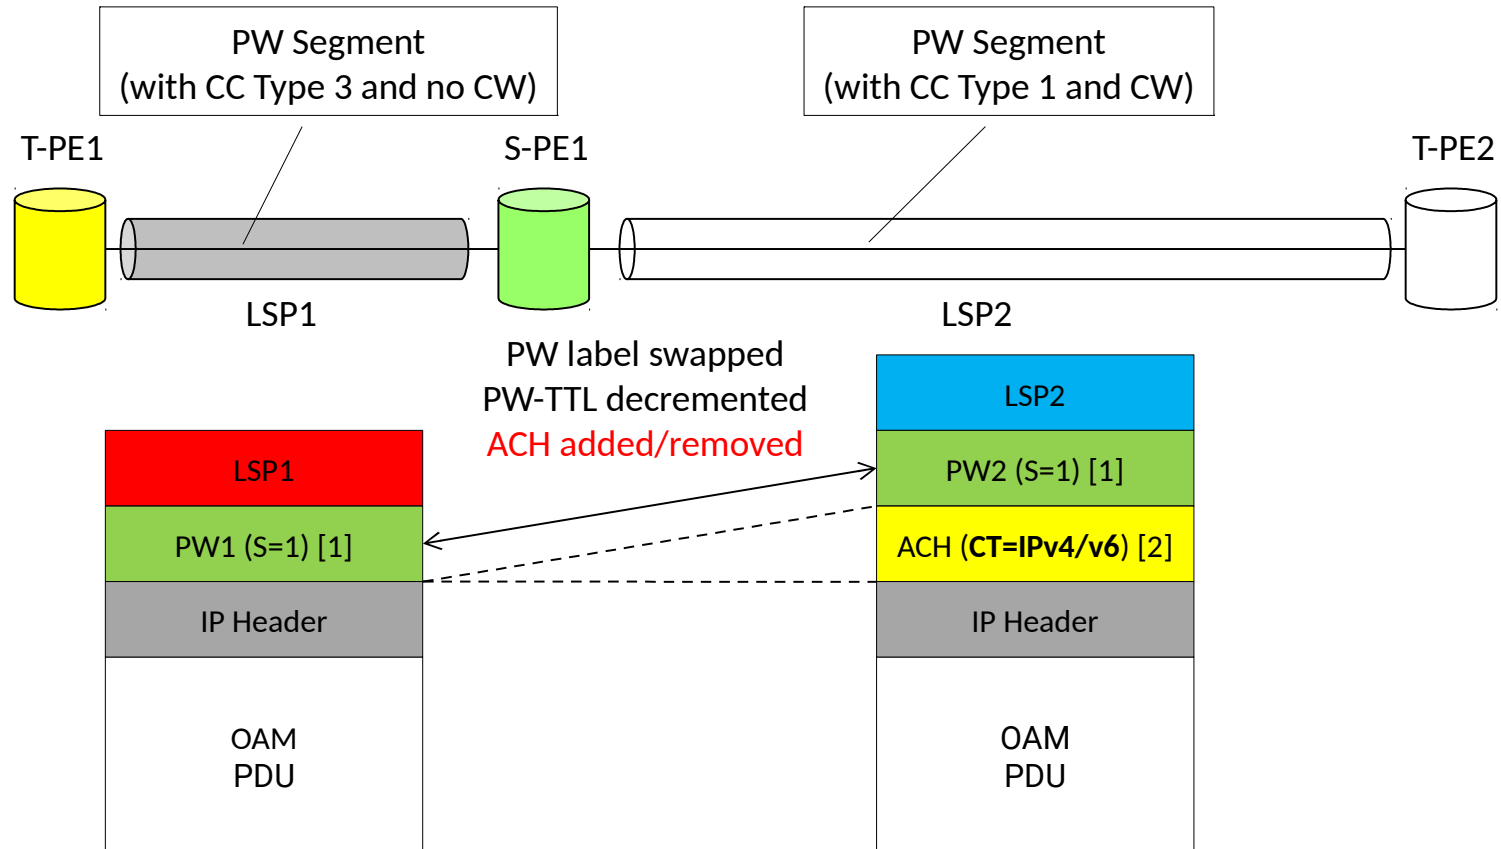 PW Segment
(with CC Type 3 and no CW)
PW Segment
(with CC Type 1 and CW)
T-PE1
S-PE1
T-PE2
LSP1
LSP2
PW label swapped
PW-TTL decremented
ACH added/removed
LSP1
PW1 (S=1) [1]
IP Header
OAM
PDU
LSP2
PW2 (S=1) [1]
ACH (CT=IPv4/v6) [2]
IP Header
OAM
PDU